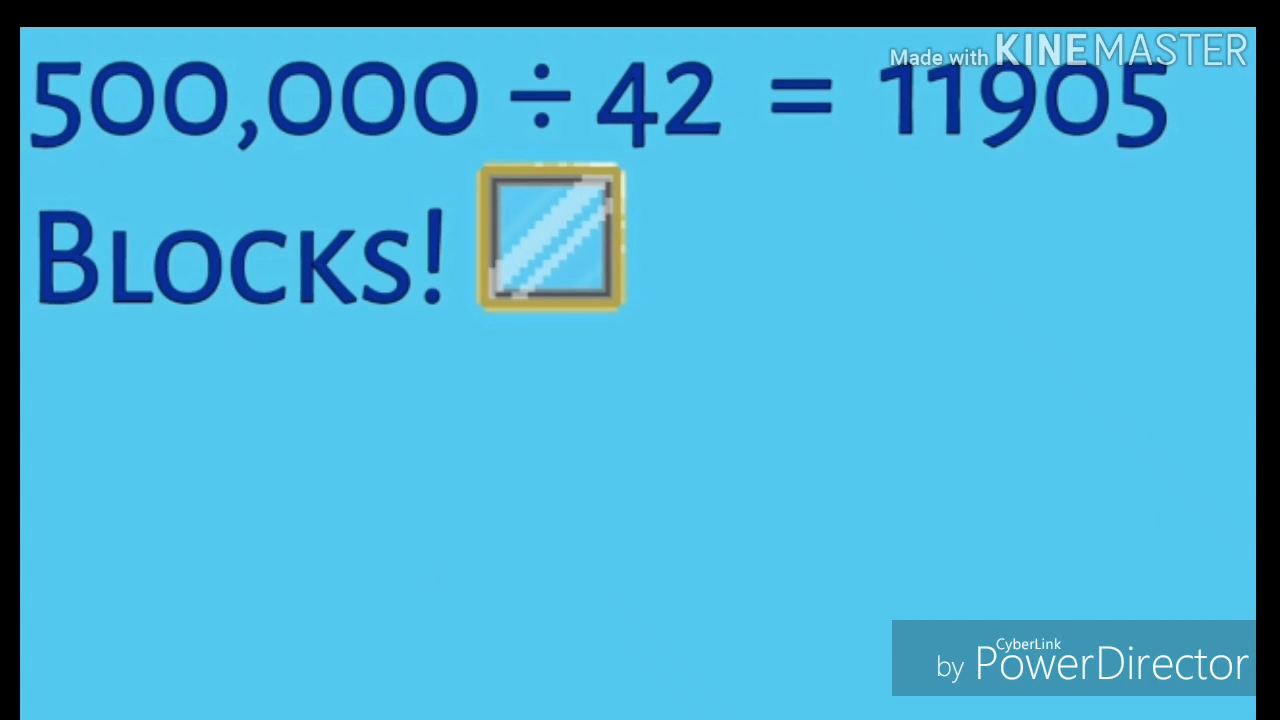 Made with KINEMASTER
500,000 ÷ 42 = 11905
BLOCKS!
CyberLink
by PowerDirector